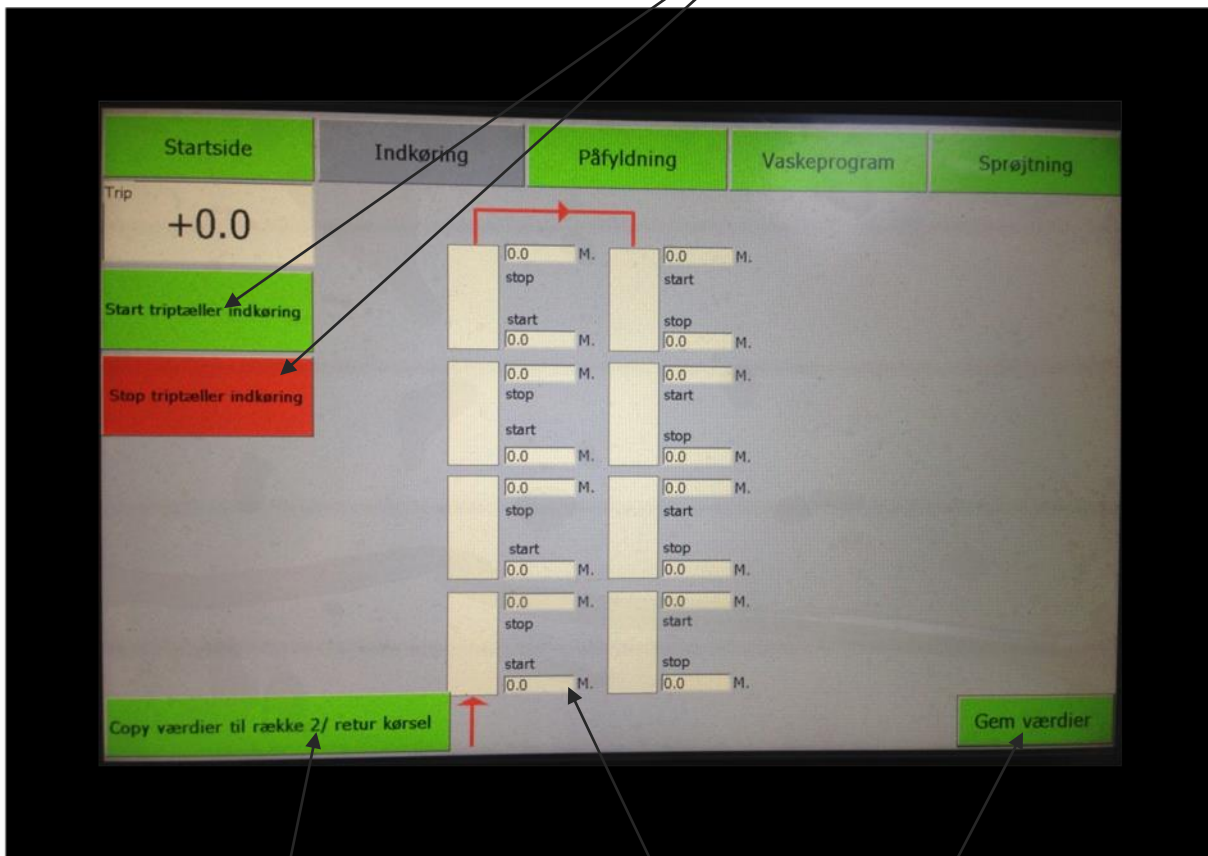 Startside
Indkøring
Påfyldning
Vaskeprogram
Sprøjtning
Trip
+0.0
Start triptæller indkøring
Stop triptæller indkøring
0.0 M. 0.0 M.
stop start
start stop
0.0 M. 0.0 M.
0.0 M. 0.0 M.
stop start
start stop
0.0 M. 0.0 M.
0.0 M. 0.0 M.
stop start
start stop
0.0 M. 0.0 M.
0.0 M. 0.0 M.
stop start
start stop
0.0 M. 0.0 M.
Copy værdier til række 2/ retur kørsel
Gem værdier